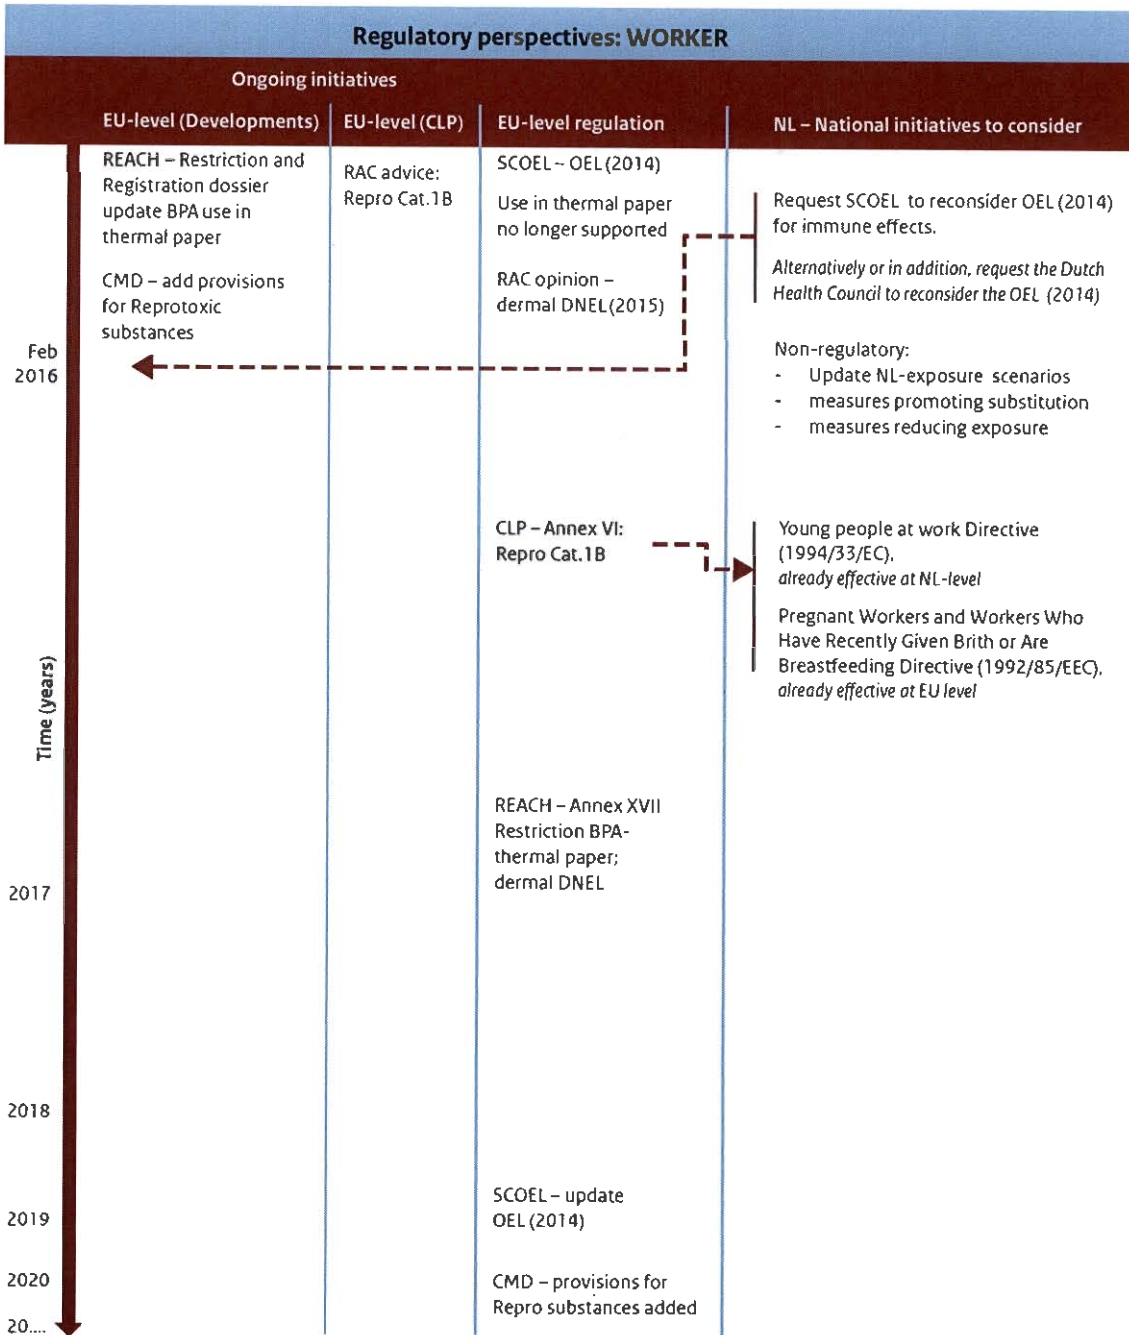 Regulatory perspectives: WORKER
Ongoing initiatives
EU-level (Developments)
EU-level (CLP)
EU-level regulation
NL – National initiatives to consider
REACH – Restriction and
Registration dossier
update BPA use in
thermal paper
CMD – add provisions
for Reprotoxic
substances
RAC advice:
Repro Cat.1B
SCOEL – OEL (2014)
Use in thermal paper
no longer supported
RAC opinion –
dermal DNEL (2015)
Request SCOEL to reconsider OEL (2014)
for immune effects.
Alternatively or in addition, request the Dutch
Health Council to reconsider the OEL (2014)
Non-regulatory:
- Update NL-exposure scenarios
- measures promoting substitution
- measures reducing exposure
Feb
2016
CLP – Annex VI:
Repro Cat.1B
Young people at work Directive
(1994/33/EC),
already effective at NL-level
Pregnant Workers and Workers Who
Have Recently Given Brith or Are
Breastfeeding Directive (1992/85/EEC),
already effective at EU level
Time (years)
REACH – Annex XVII
Restriction BPA-
thermal paper;
dermal DNEL
2017
2018
SCOEL – update
OEL (2014)
2019
CMD – provisions for
Repro substances added
2020
20....